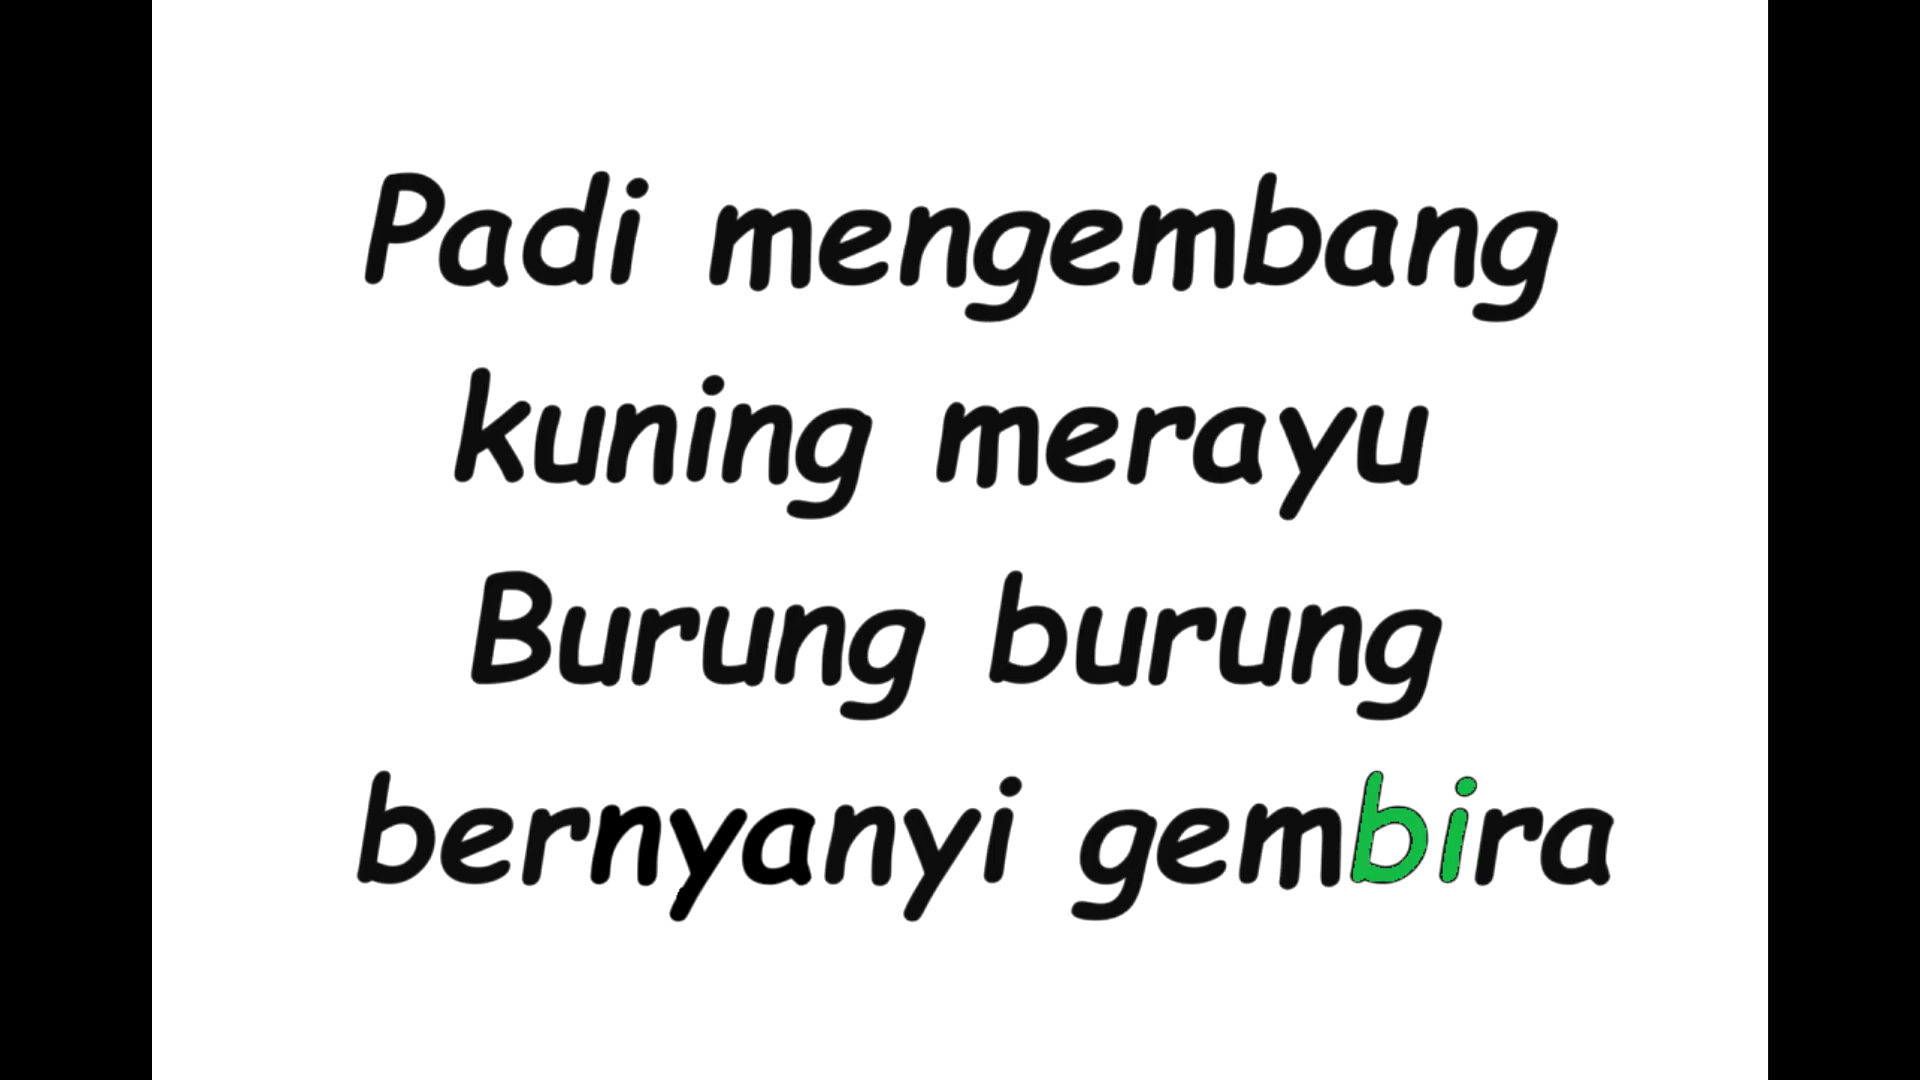 Padi mengembang
kuning merayu
Burung burung
bernyanyi gembira